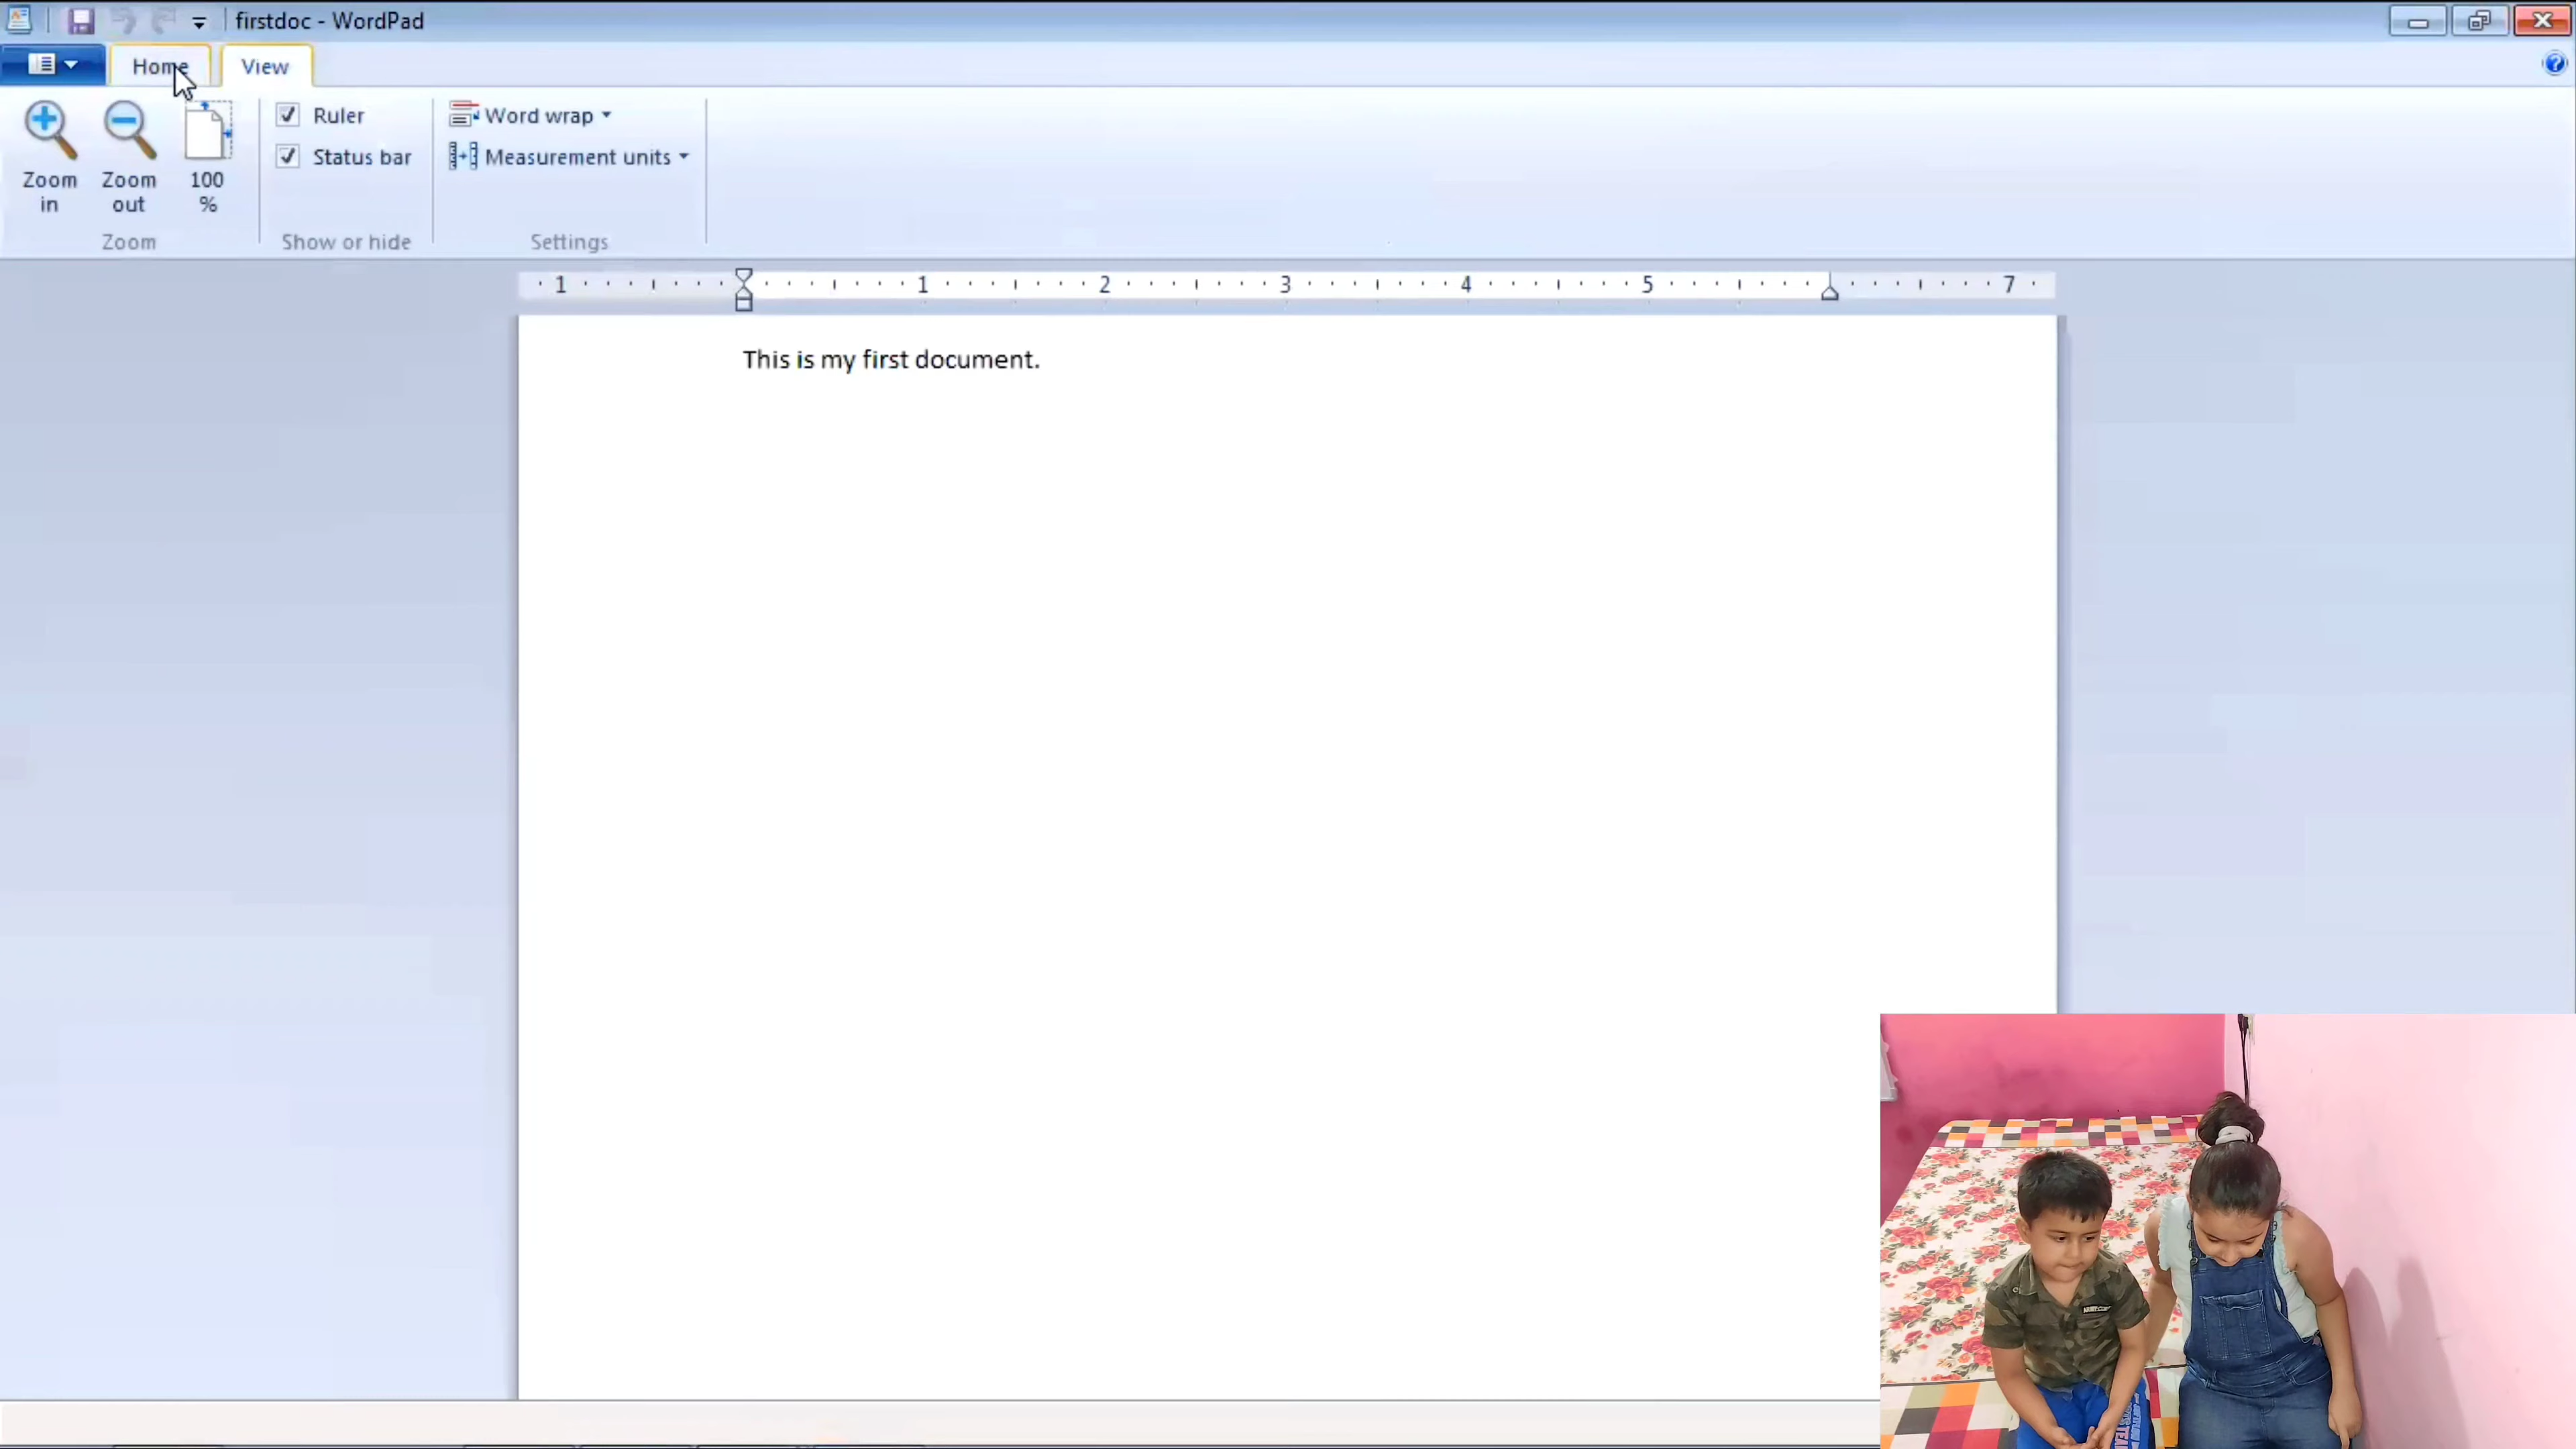 firstdoc - WordPad
Home View
Zoom in
Zoom out
100 %
Zoom
Ruler
Status bar
Show or hide
Word wrap
Measurement units
Settings
1 1 2 3 4 5 7
This is my first document.